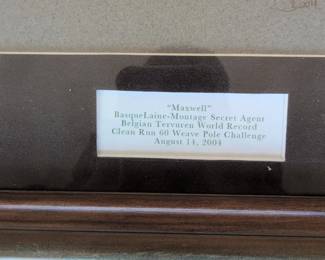 "Maxwell"
BasqueLaine-Montage Secret Agent
Belgian Tervuren World Record
Clean Run 60 Weave Pole Challenge
August 14, 2004